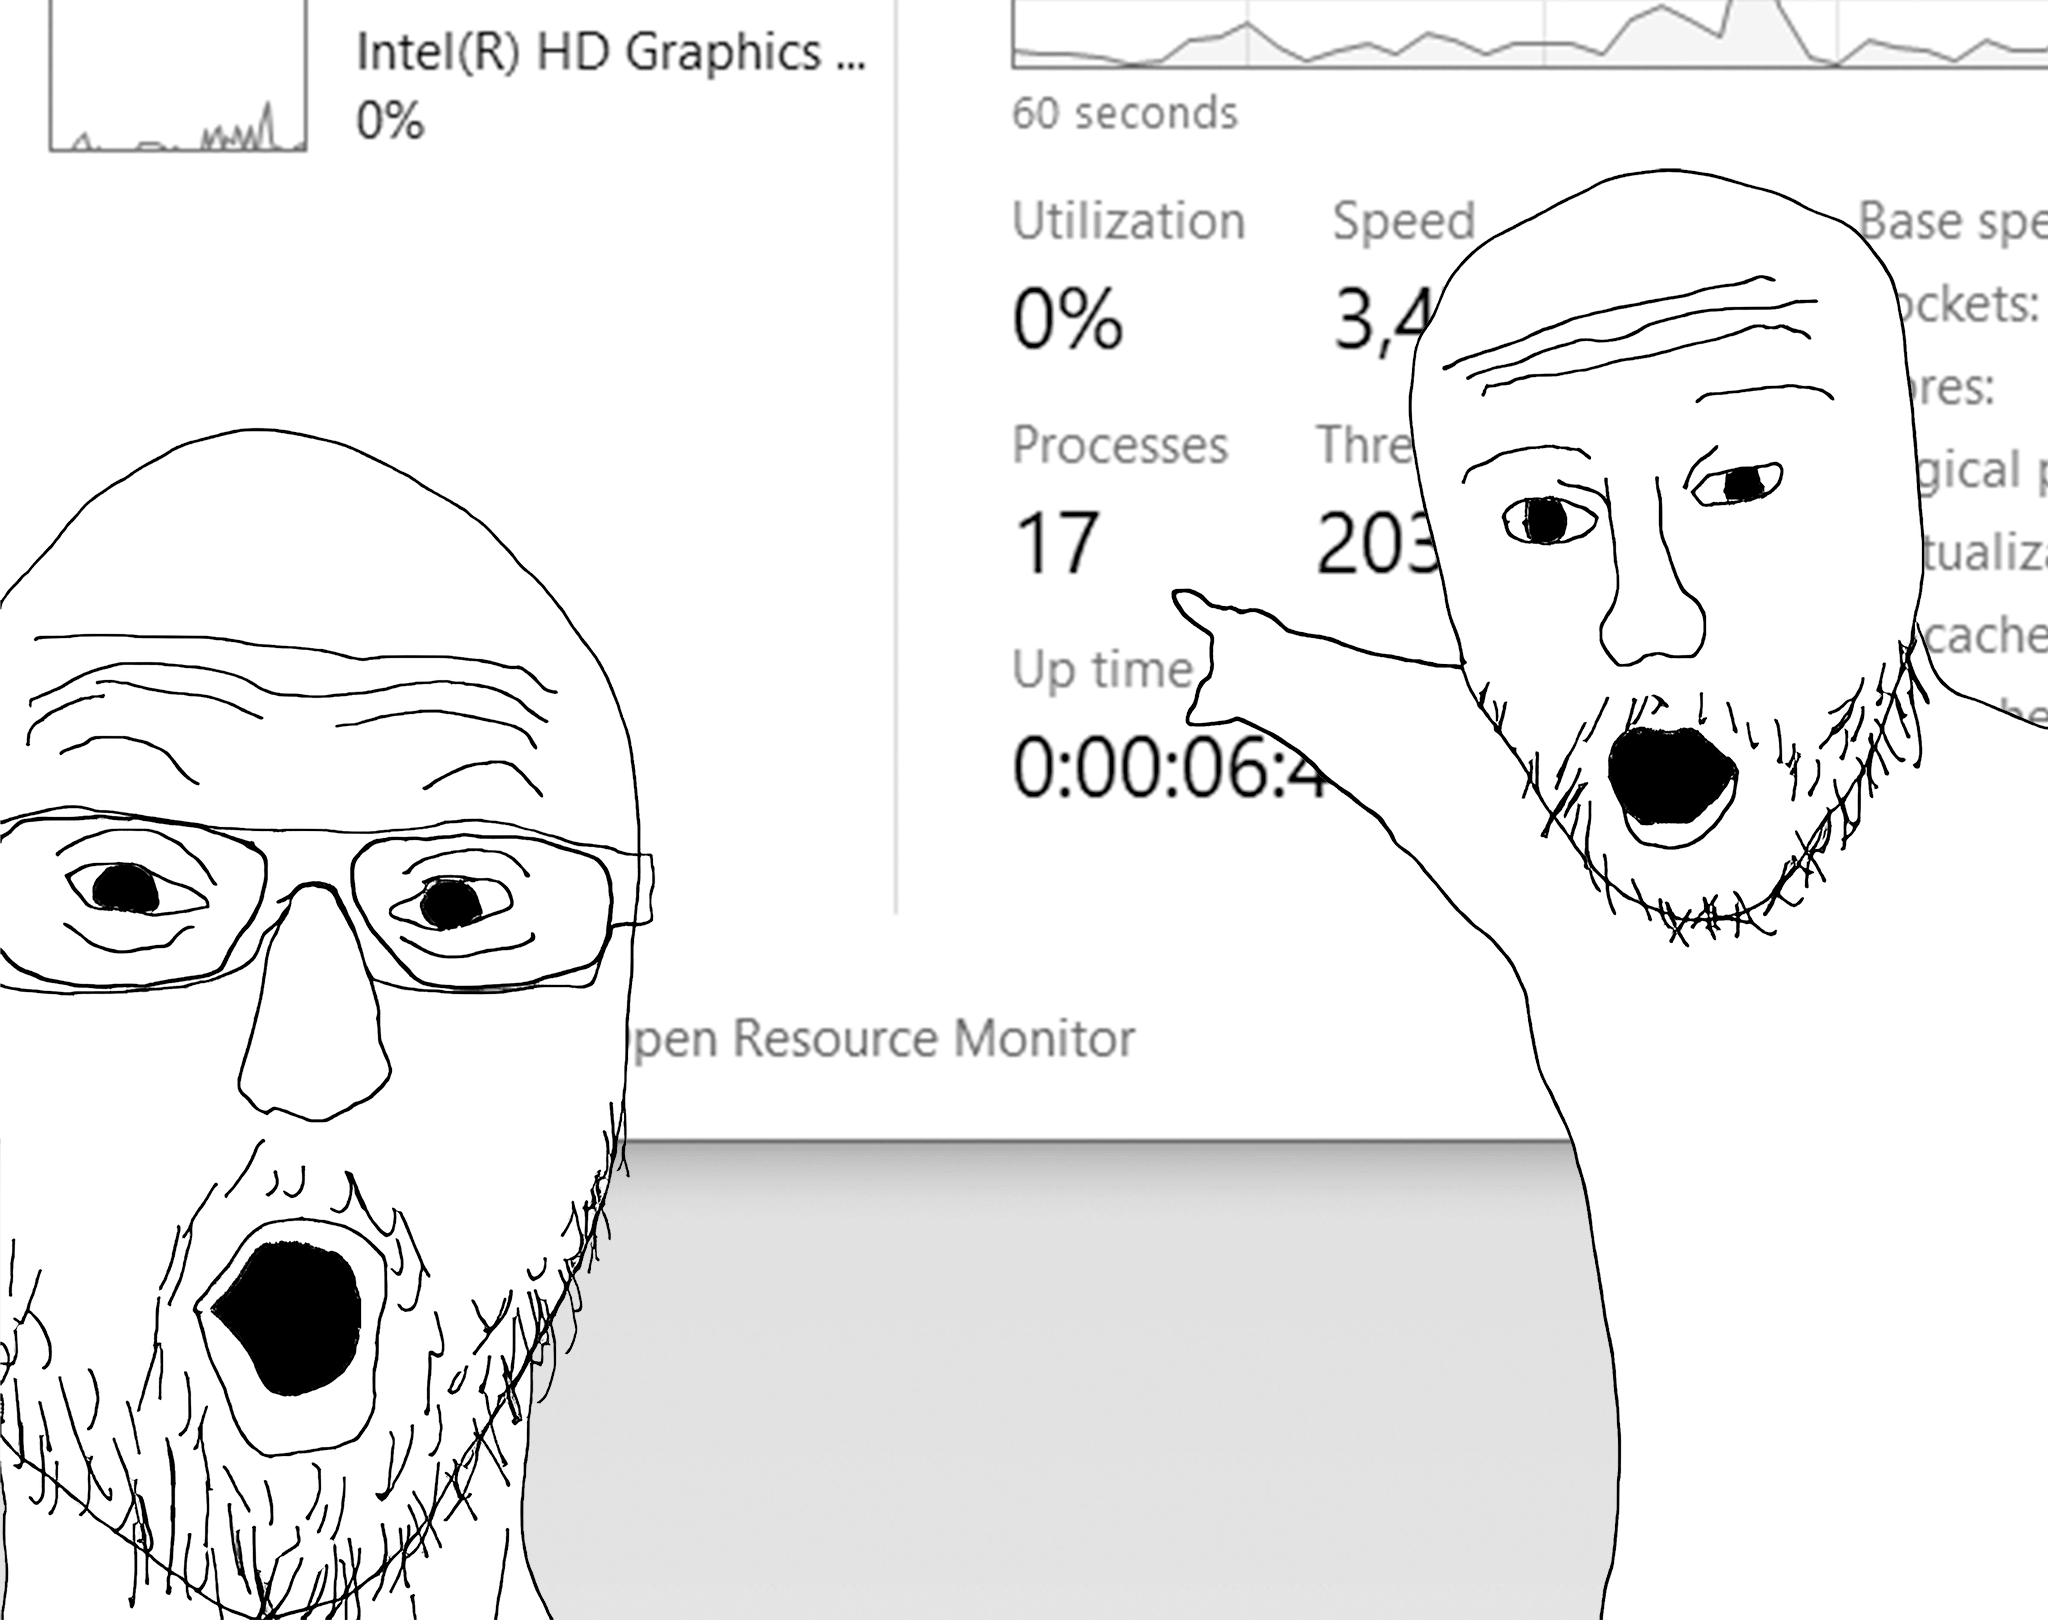 Intel(R) HD Graphics ...
0%
60 seconds
Utilization Speed Base spe
0% 3,4
ockets:
ores:
Processes Thre
17 203
gical p
tualiza
Up time cache
0:00:06:4
pen Resource Monitor